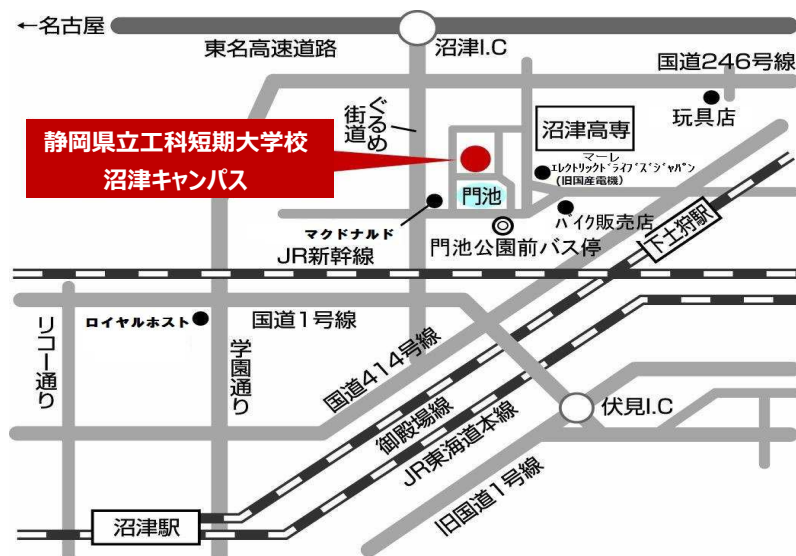 ←名古屋
東名高速道路
沼津I.C
国道246号線
ぐるめ
街道
玩具店
静岡県立工科短期大学校
沼津キャンパス
沼津高専
マーレ
エレクトリックドライブズジャパン
(旧国産電機)
門池
バイク販売店
マクドナルド
門池公園前バス停
下土狩駅
JR新幹線
ロイヤルホスト
国道1号線
リコー通り
学園通り
国道414号線
御殿場線
JR東海道本線
伏見I.C
旧国道1号線
沼津駅